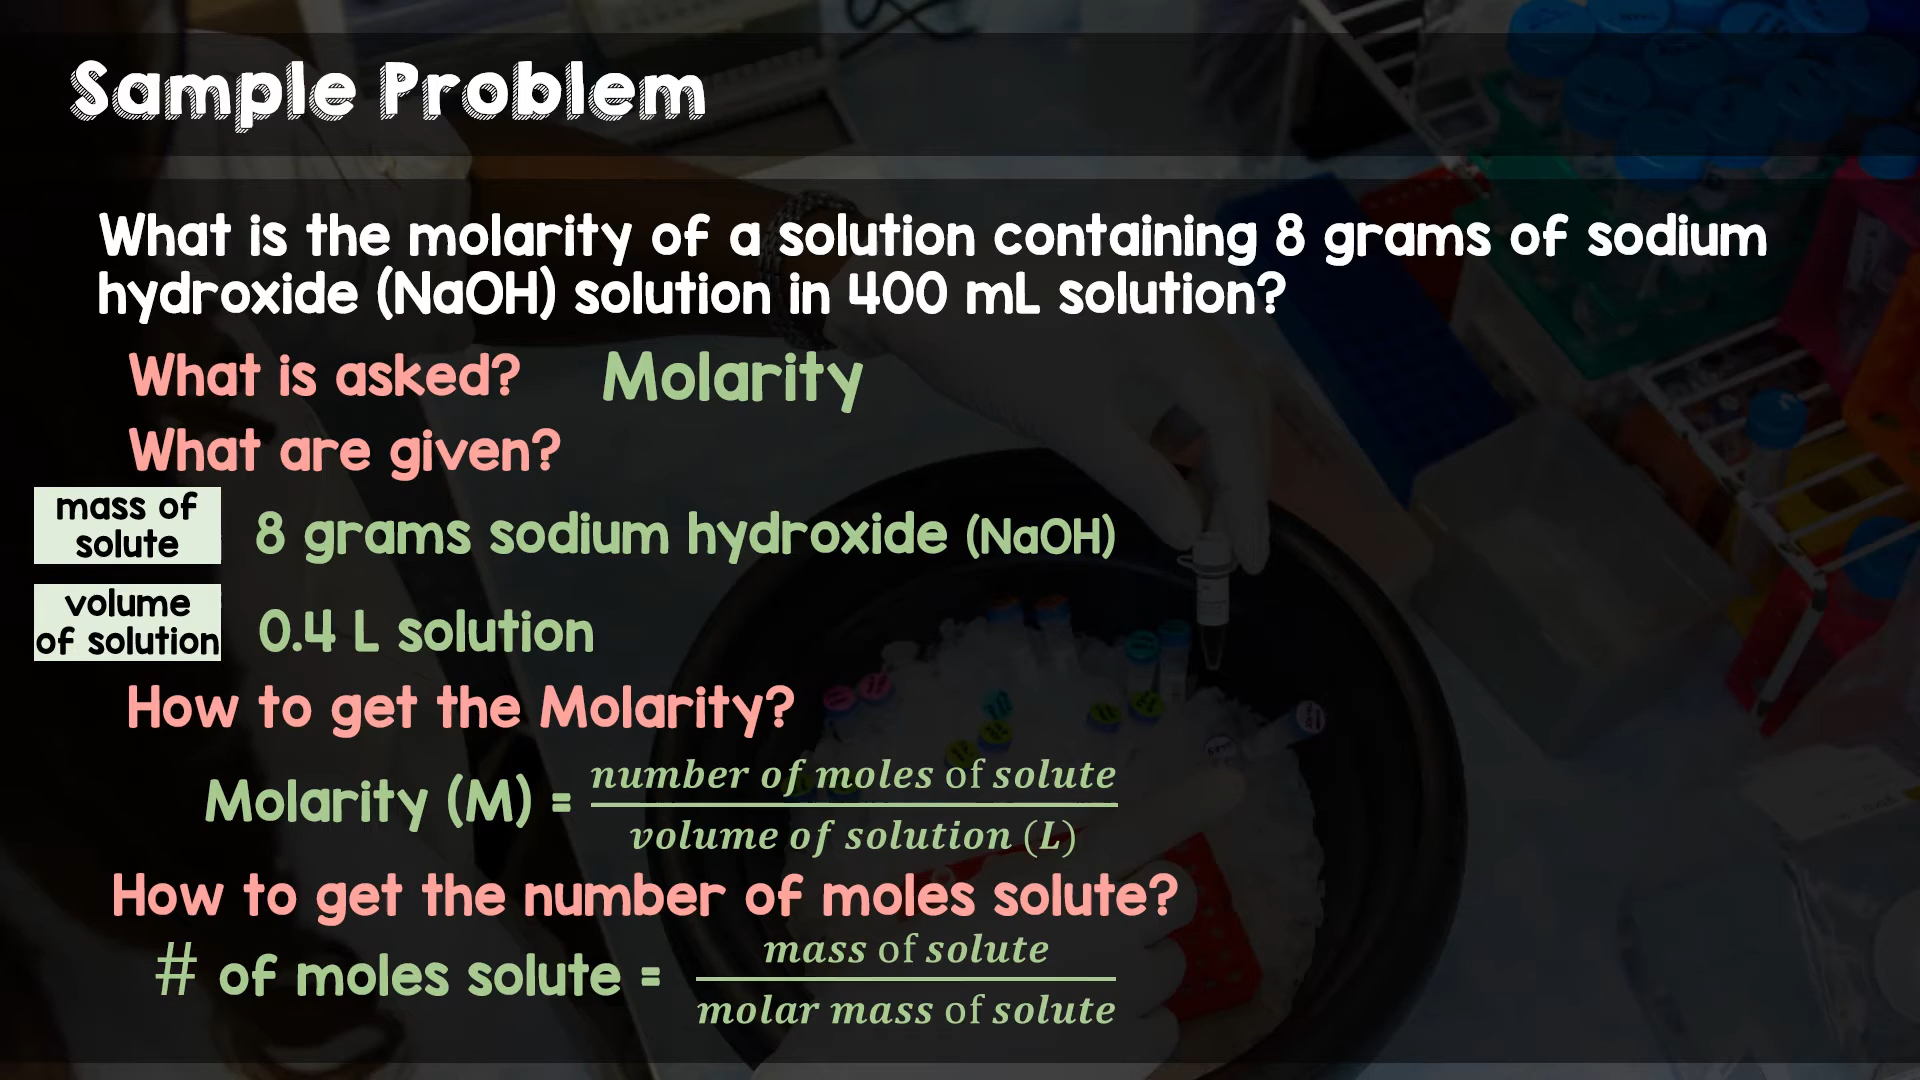 Sample Problem
What is the molarity of a solution containing 8 grams of sodium
hydroxide (NaOH) solution in 400 mL solution?
What is asked? Molarity
What are given?
mass of
solute
8 grams sodium hydroxide (NaOH)
volume
of solution
0.4 L solution
How to get the Molarity?
Molarity (M) = number of moles of solute
volume of solution (L)
How to get the number of moles solute?
# of moles solute = mass of solute
molar mass of solute